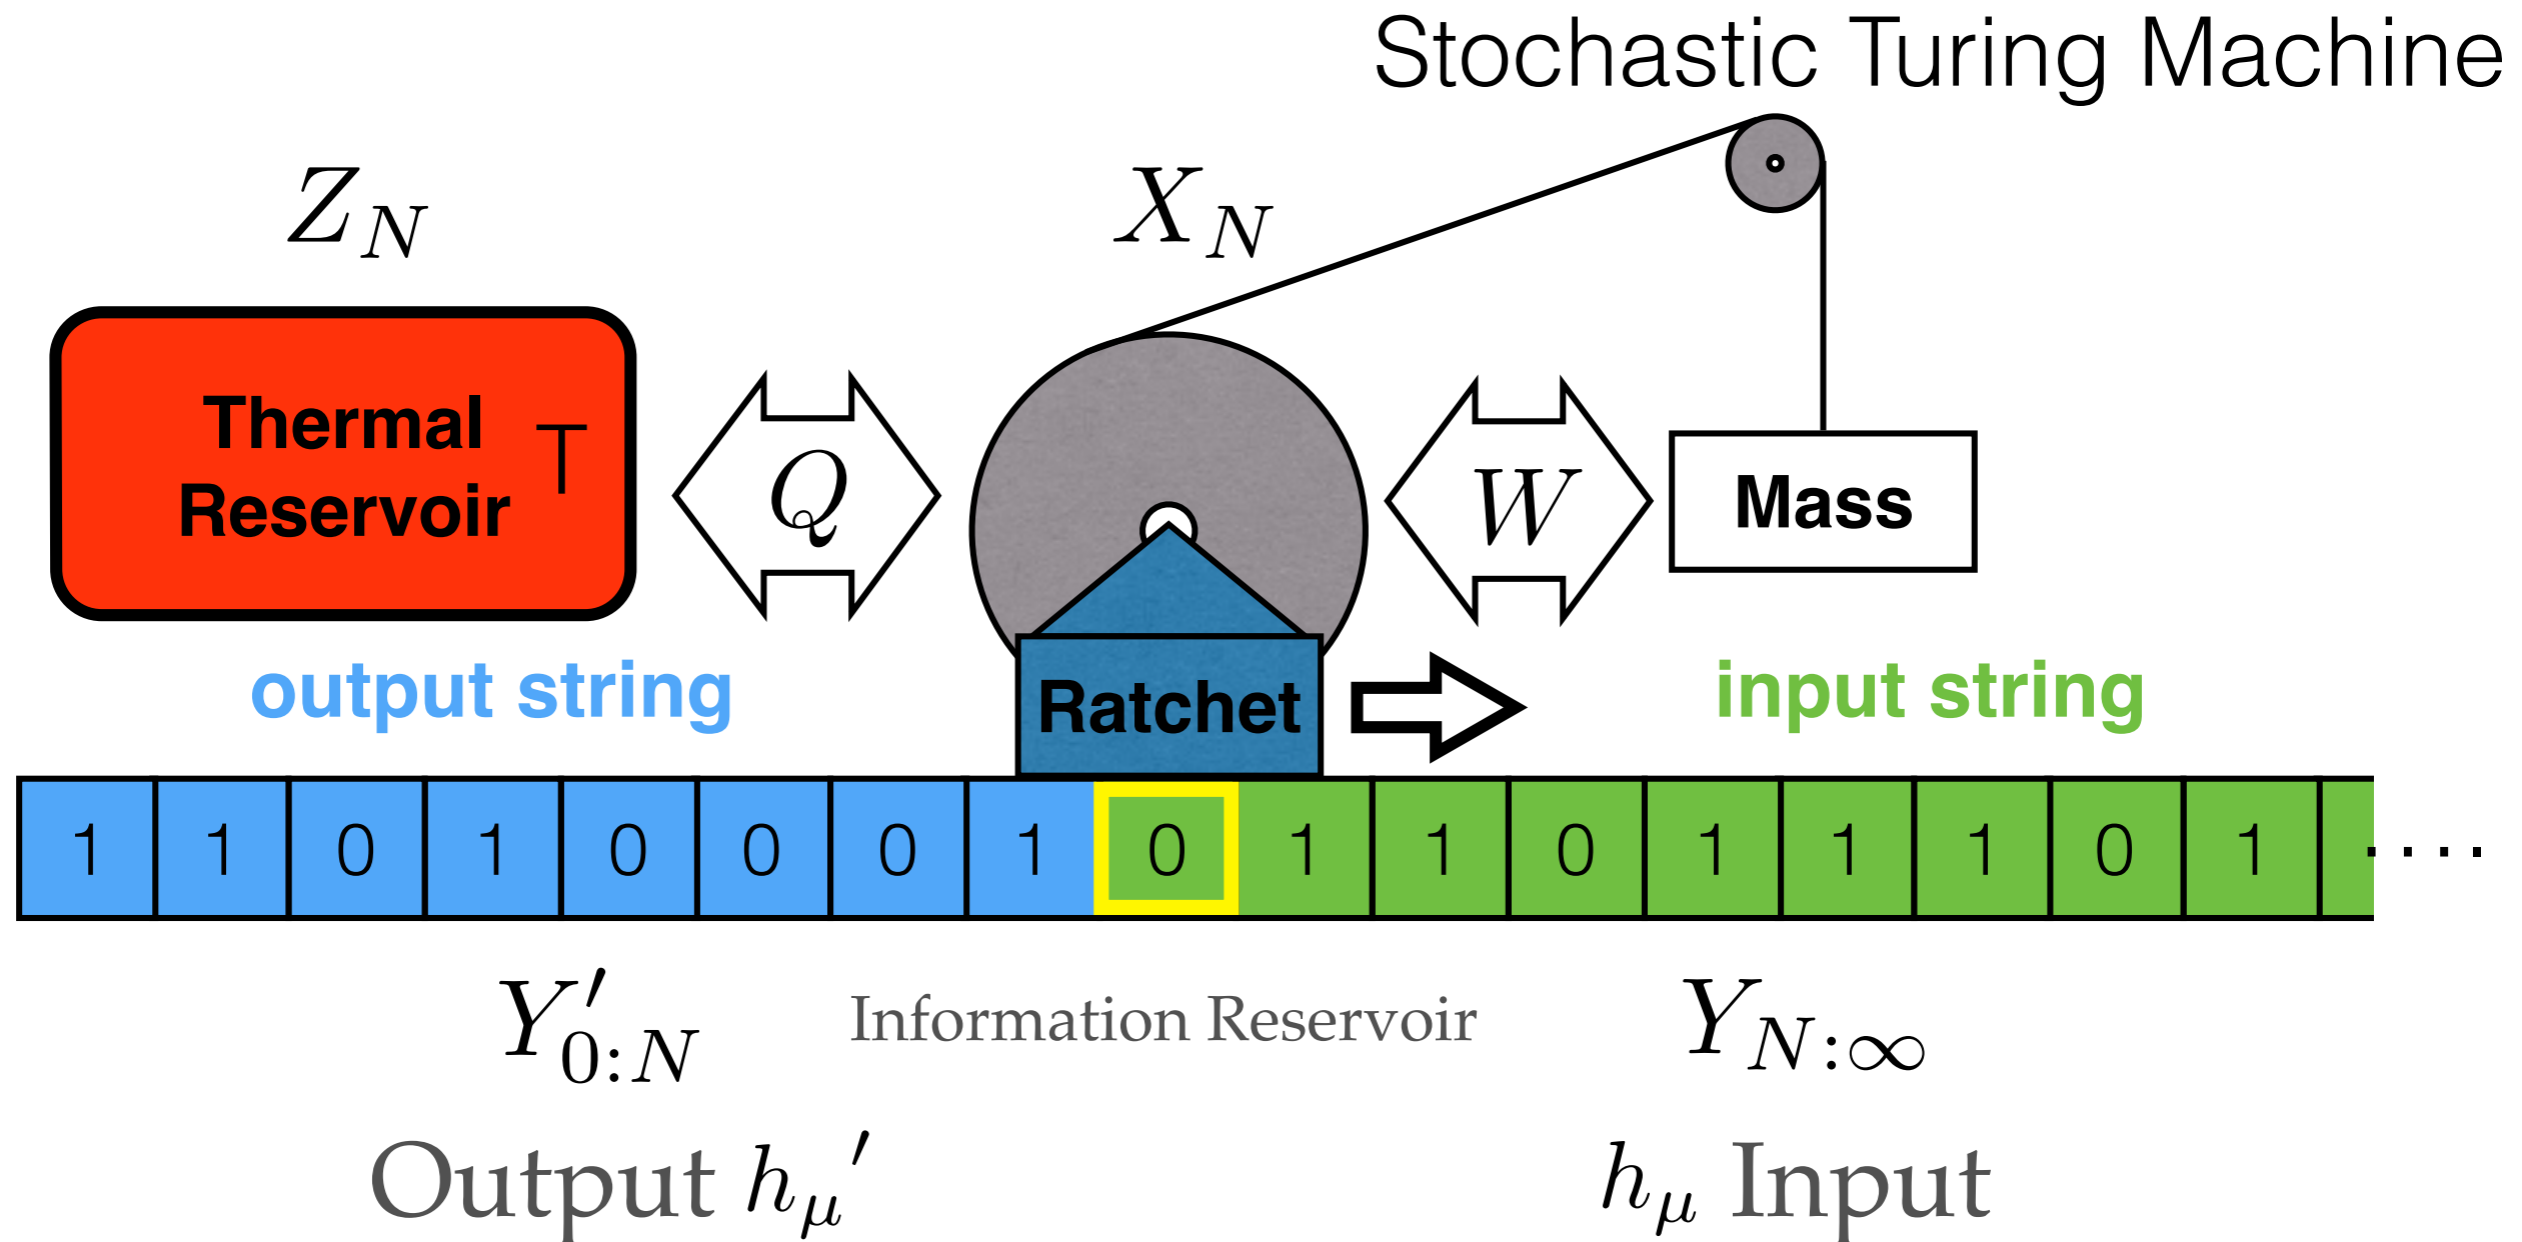 Stochastic Turing Machine
Z_N
X_N
Thermal
Reservoir T
Q
W
Mass
output string
Ratchet
input string
1 1 0 1 0 0 0 1 0 1 1 0 1 1 1 0 1 ....
Y'_{0:N}
Information Reservoir
Y_{N:∞}
Output h_μ'
h_μ Input